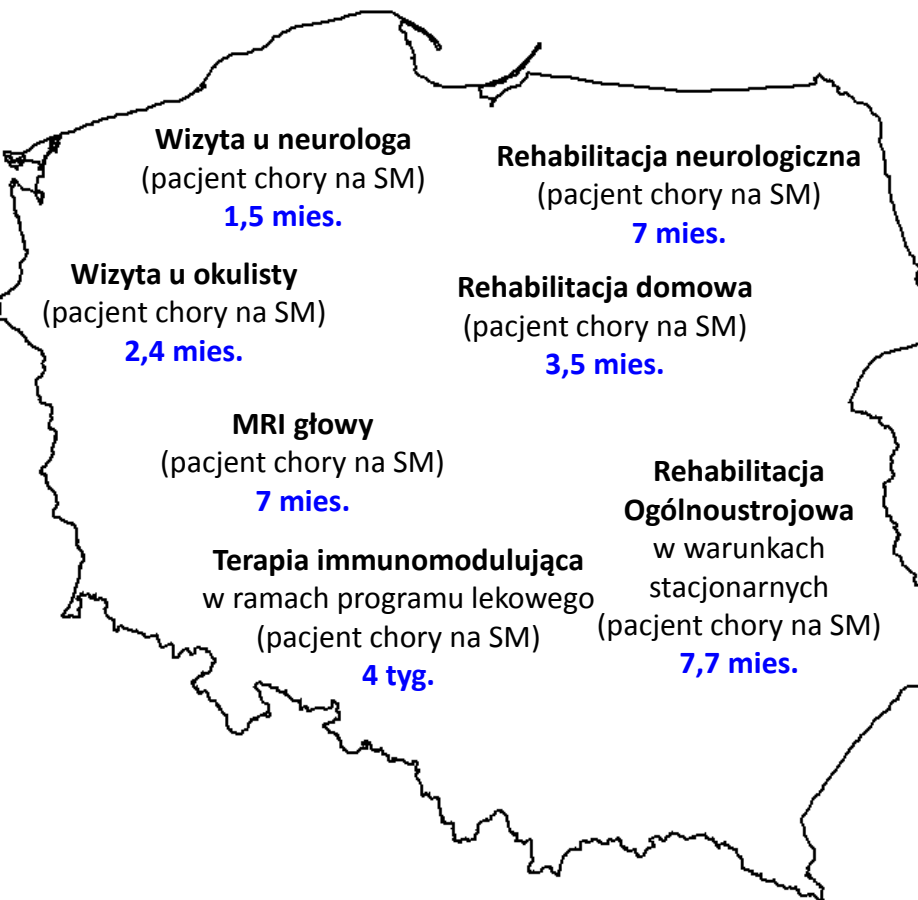 Wizyta u neurologa
(pacjent chory na SM)
1,5 mies.
Rehabilitacja neurologiczna
(pacjent chory na SM)
7 mies.
Wizyta u okulisty
(pacjent chory na SM)
2,4 mies.
Rehabilitacja domowa
(pacjent chory na SM)
3,5 mies.
MRI głowy
(pacjent chory na SM)
7 mies.
Rehabilitacja
Ogólnoustrojowa
w warunkach
stacjonarnych
(pacjent chory na SM)
7,7 mies.
Terapia immunomodulująca
w ramach programu lekowego
(pacjent chory na SM)
4 tyg.